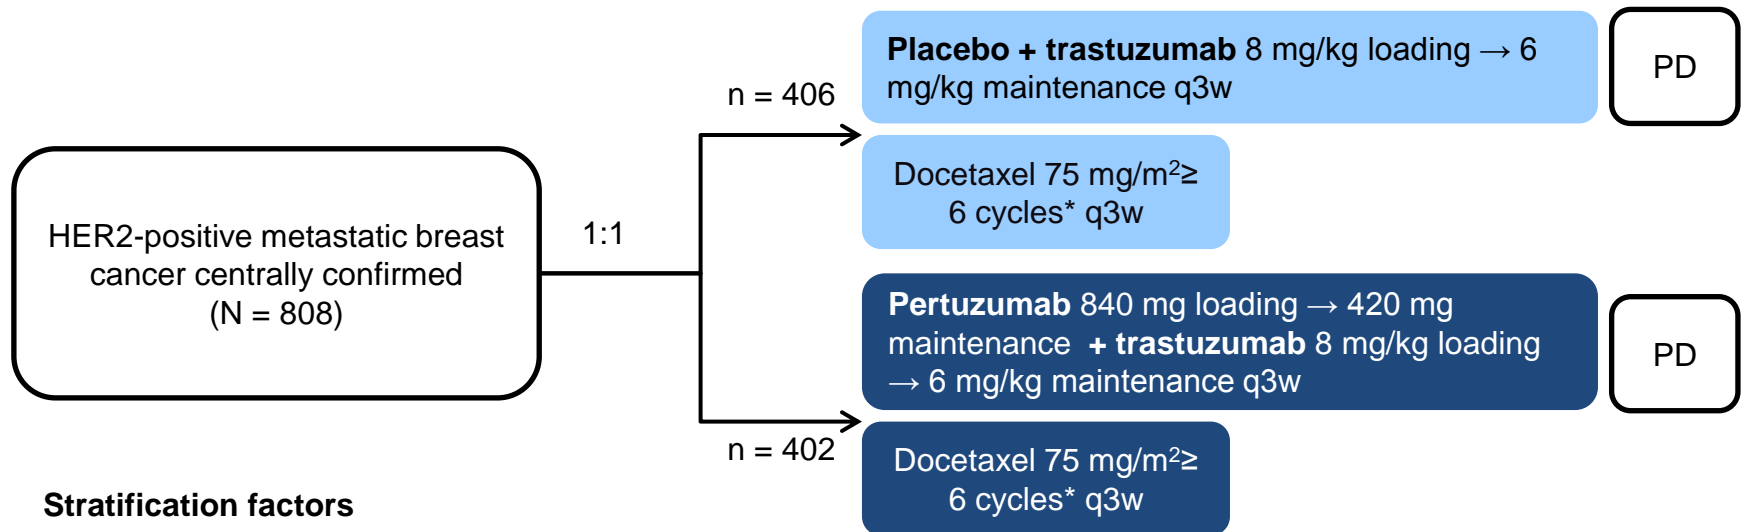 HER2-positive metastatic breast
cancer centrally confirmed
(N = 808)
1:1
n = 406
Placebo + trastuzumab 8 mg/kg loading → 6
mg/kg maintenance q3w
PD
Docetaxel 75 mg/m²≥
6 cycles* q3w
n = 402
Pertuzumab 840 mg loading → 420 mg
maintenance + trastuzumab 8 mg/kg loading
→ 6 mg/kg maintenance q3w
PD
Docetaxel 75 mg/m²≥
6 cycles* q3w
Stratification factors